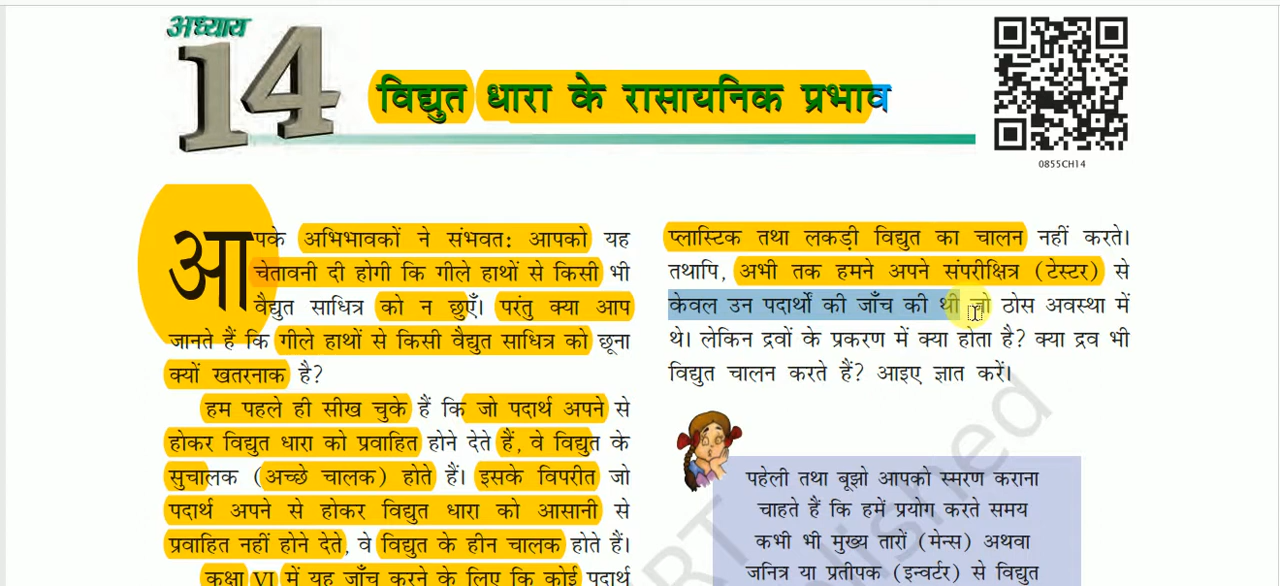 अध्याय
14
विद्युत धारा के रासायनिक प्रभाव
0855CH14
आपके अभिभावकों ने संभवतः आपको यह
चेतावनी दी होगी कि गीले हाथों से किसी भी
वैद्युत साधित्र को न छुएँ। परंतु क्या आप
जानते हैं कि गीले हाथों से किसी वैद्युत साधित्र को छूना
क्यों खतरनाक है?
हम पहले ही सीख चुके हैं कि जो पदार्थ अपने से
होकर विद्युत धारा को प्रवाहित होने देते हैं, वे विद्युत के
सुचालक (अच्छे चालक) होते हैं। इसके विपरीत जो
पदार्थ अपने से होकर विद्युत धारा को आसानी से
प्रवाहित नहीं होने देते, वे विद्युत के हीन चालक होते हैं।
कक्षा VI में यह जाँच करने के लिए कि कोई पदार्थ
प्लास्टिक तथा लकड़ी विद्युत का चालन नहीं करते।
तथापि, अभी तक हमने अपने संपरीक्षित्र (टेस्टर) से
केवल उन पदार्थों की जाँच की थी जो ठोस अवस्था में
थे। लेकिन द्रवों के प्रकरण में क्या होता है? क्या द्रव भी
विद्युत चालन करते हैं? आइए ज्ञात करें।
पहेली तथा बूझो आपको स्मरण कराना
चाहते हैं कि हमें प्रयोग करते समय
कभी भी मुख्य तारों (मेन्स) अथवा
जनित्र या प्रतीपक (इन्वर्टर) से विद्युत